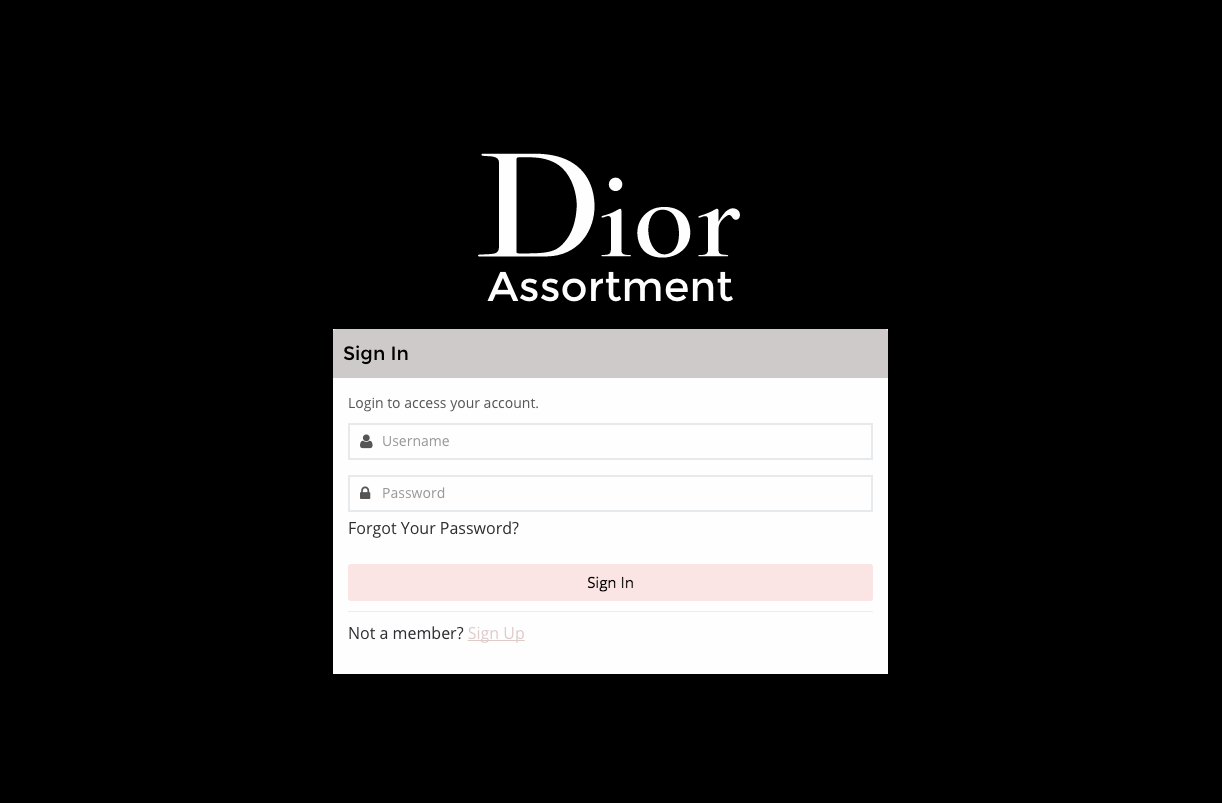 Dior
Assortment
Sign In
Login to access your account.
Username
Password
Forgot Your Password?
Sign In
Not a member? Sign Up